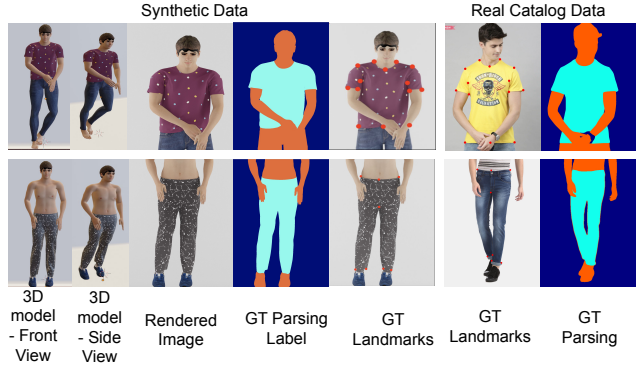 Synthetic Data
Real Catalog Data
3D
model
- Front
View
3D
model
- Side
View
Rendered
Image
GT Parsing
Label
GT
Landmarks
GT
Landmarks
GT
Parsing